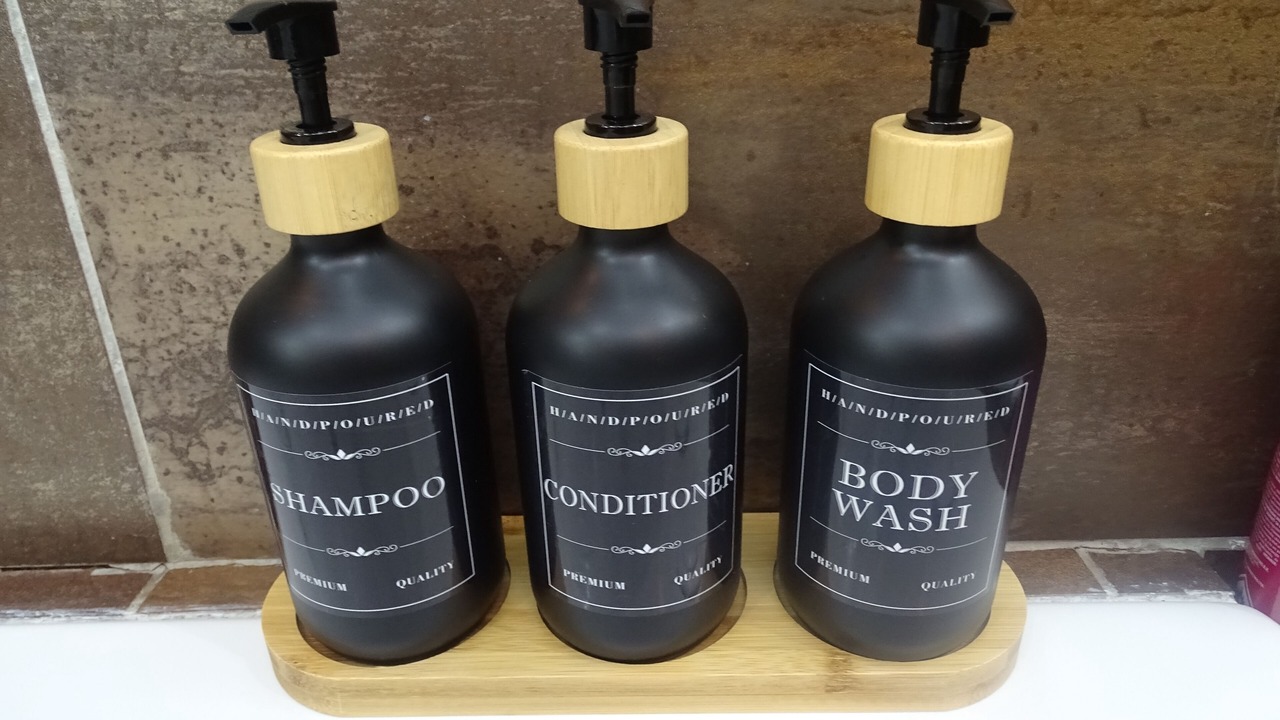 H/A/N/D/P/O/U/R/E/D
SHAMPOO
PREMIUM QUALITY
H/A/N/D/P/O/U/R/E/D
CONDITIONER
PREMIUM QUALITY
H/A/N/D/P/O/U/R/E/D
BODY
WASH
PREMIUM QUALITY